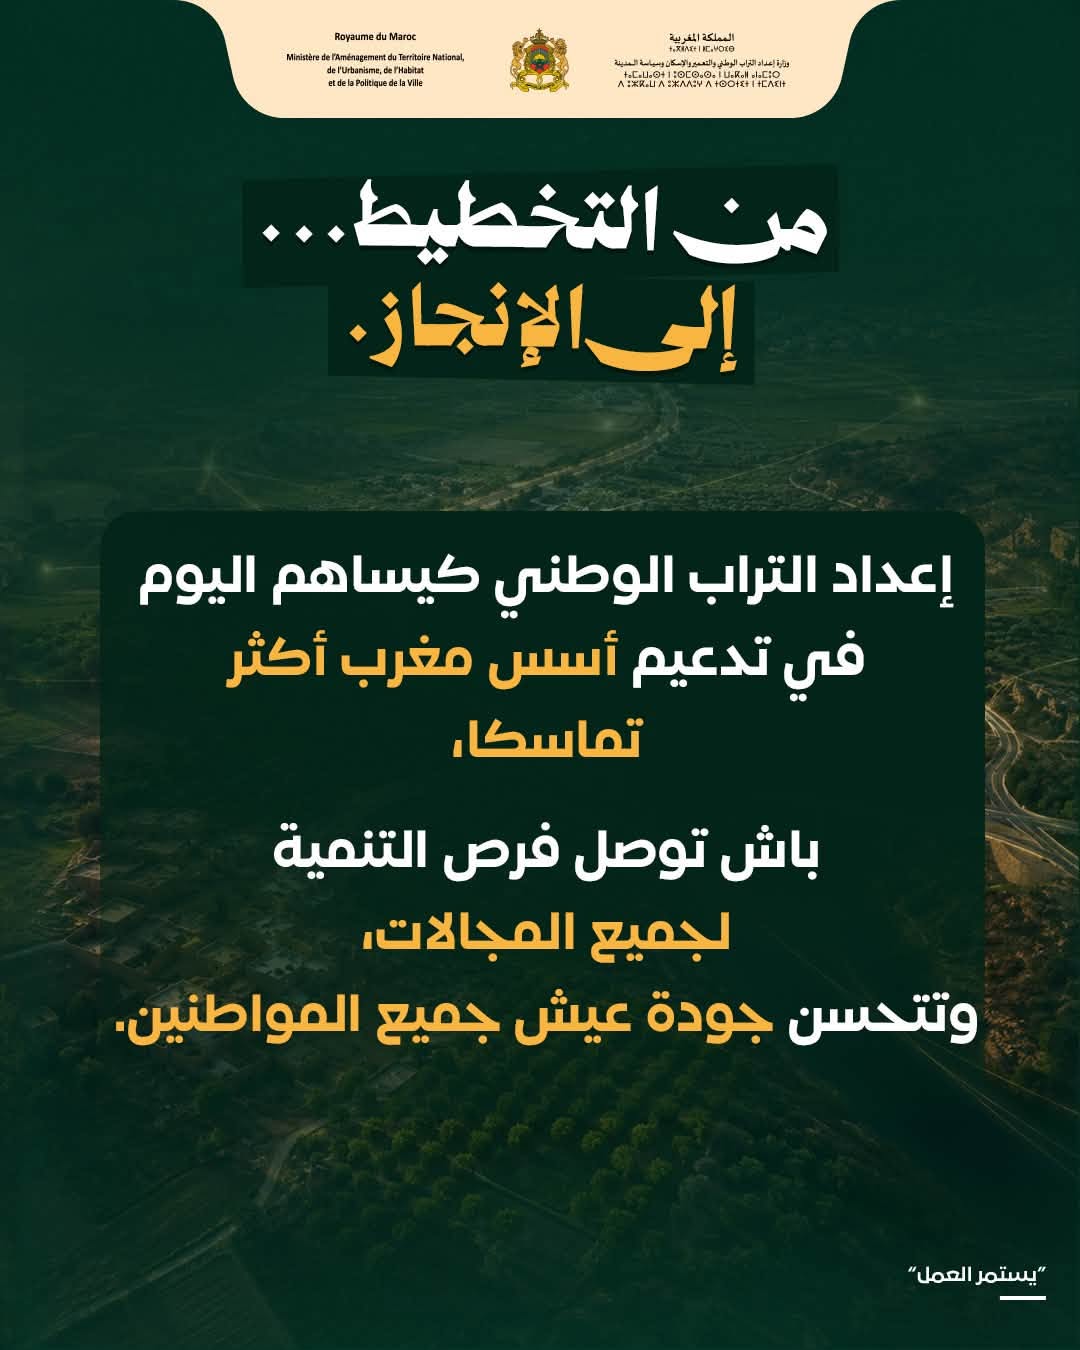 Royaume du Maroc
Ministère de l'Aménagement du Territoire National,
de l'Urbanisme, de l'Habitat
et de la Politique de la Ville
المملكة المغربية
ⵜⴰⴳⵍⴷⵉⵜ ⵏ ⵍⵎⵖⵔⵉⴱ
وزارة إعداد التراب الوطني والتعمير والإسكان وسياسة المدينة
من التخطيط...
إلى الإنجاز.
إعداد التراب الوطني كيساهم اليوم
في تدعيم أسس مغرب أكثر
تماسكا،
باش توصل فرص التنمية
لجميع المجالات،
وتتحسن جودة عيش جميع المواطنين.
"يستمر العمل"